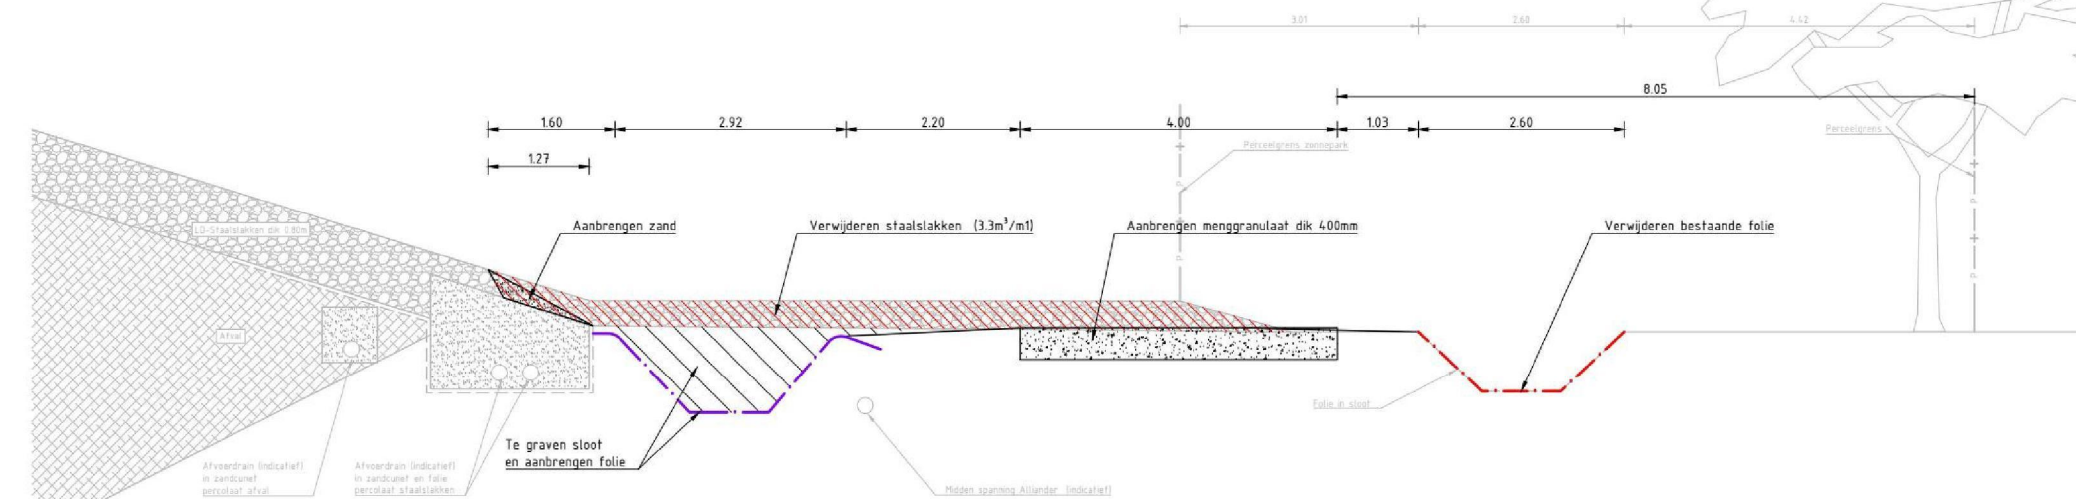 3.01
2.60
4.42
8.05
1.60
2.92
2.20
4.00
1.03
2.60
1.27
Perceelgrens
Perceelgrens zonnepark
P
P
P
P
P
LD-Staalslakken dik 0.80m
Aanbrengen zand
Verwijderen staalslakken (3.3m³/m1)
Aanbrengen menggranulaat dik 400mm
Verwijderen bestaande folie
Afval
Folie in sloot
Te graven sloot
en aanbrengen folie
Afvoerdrain (indicatief)
in zandcunet
percolaat afval
Afvoerdrain (indicatief)
in zandcunet en folie
percolaat staalslakken
Midden spanning Alliander (indicatief)